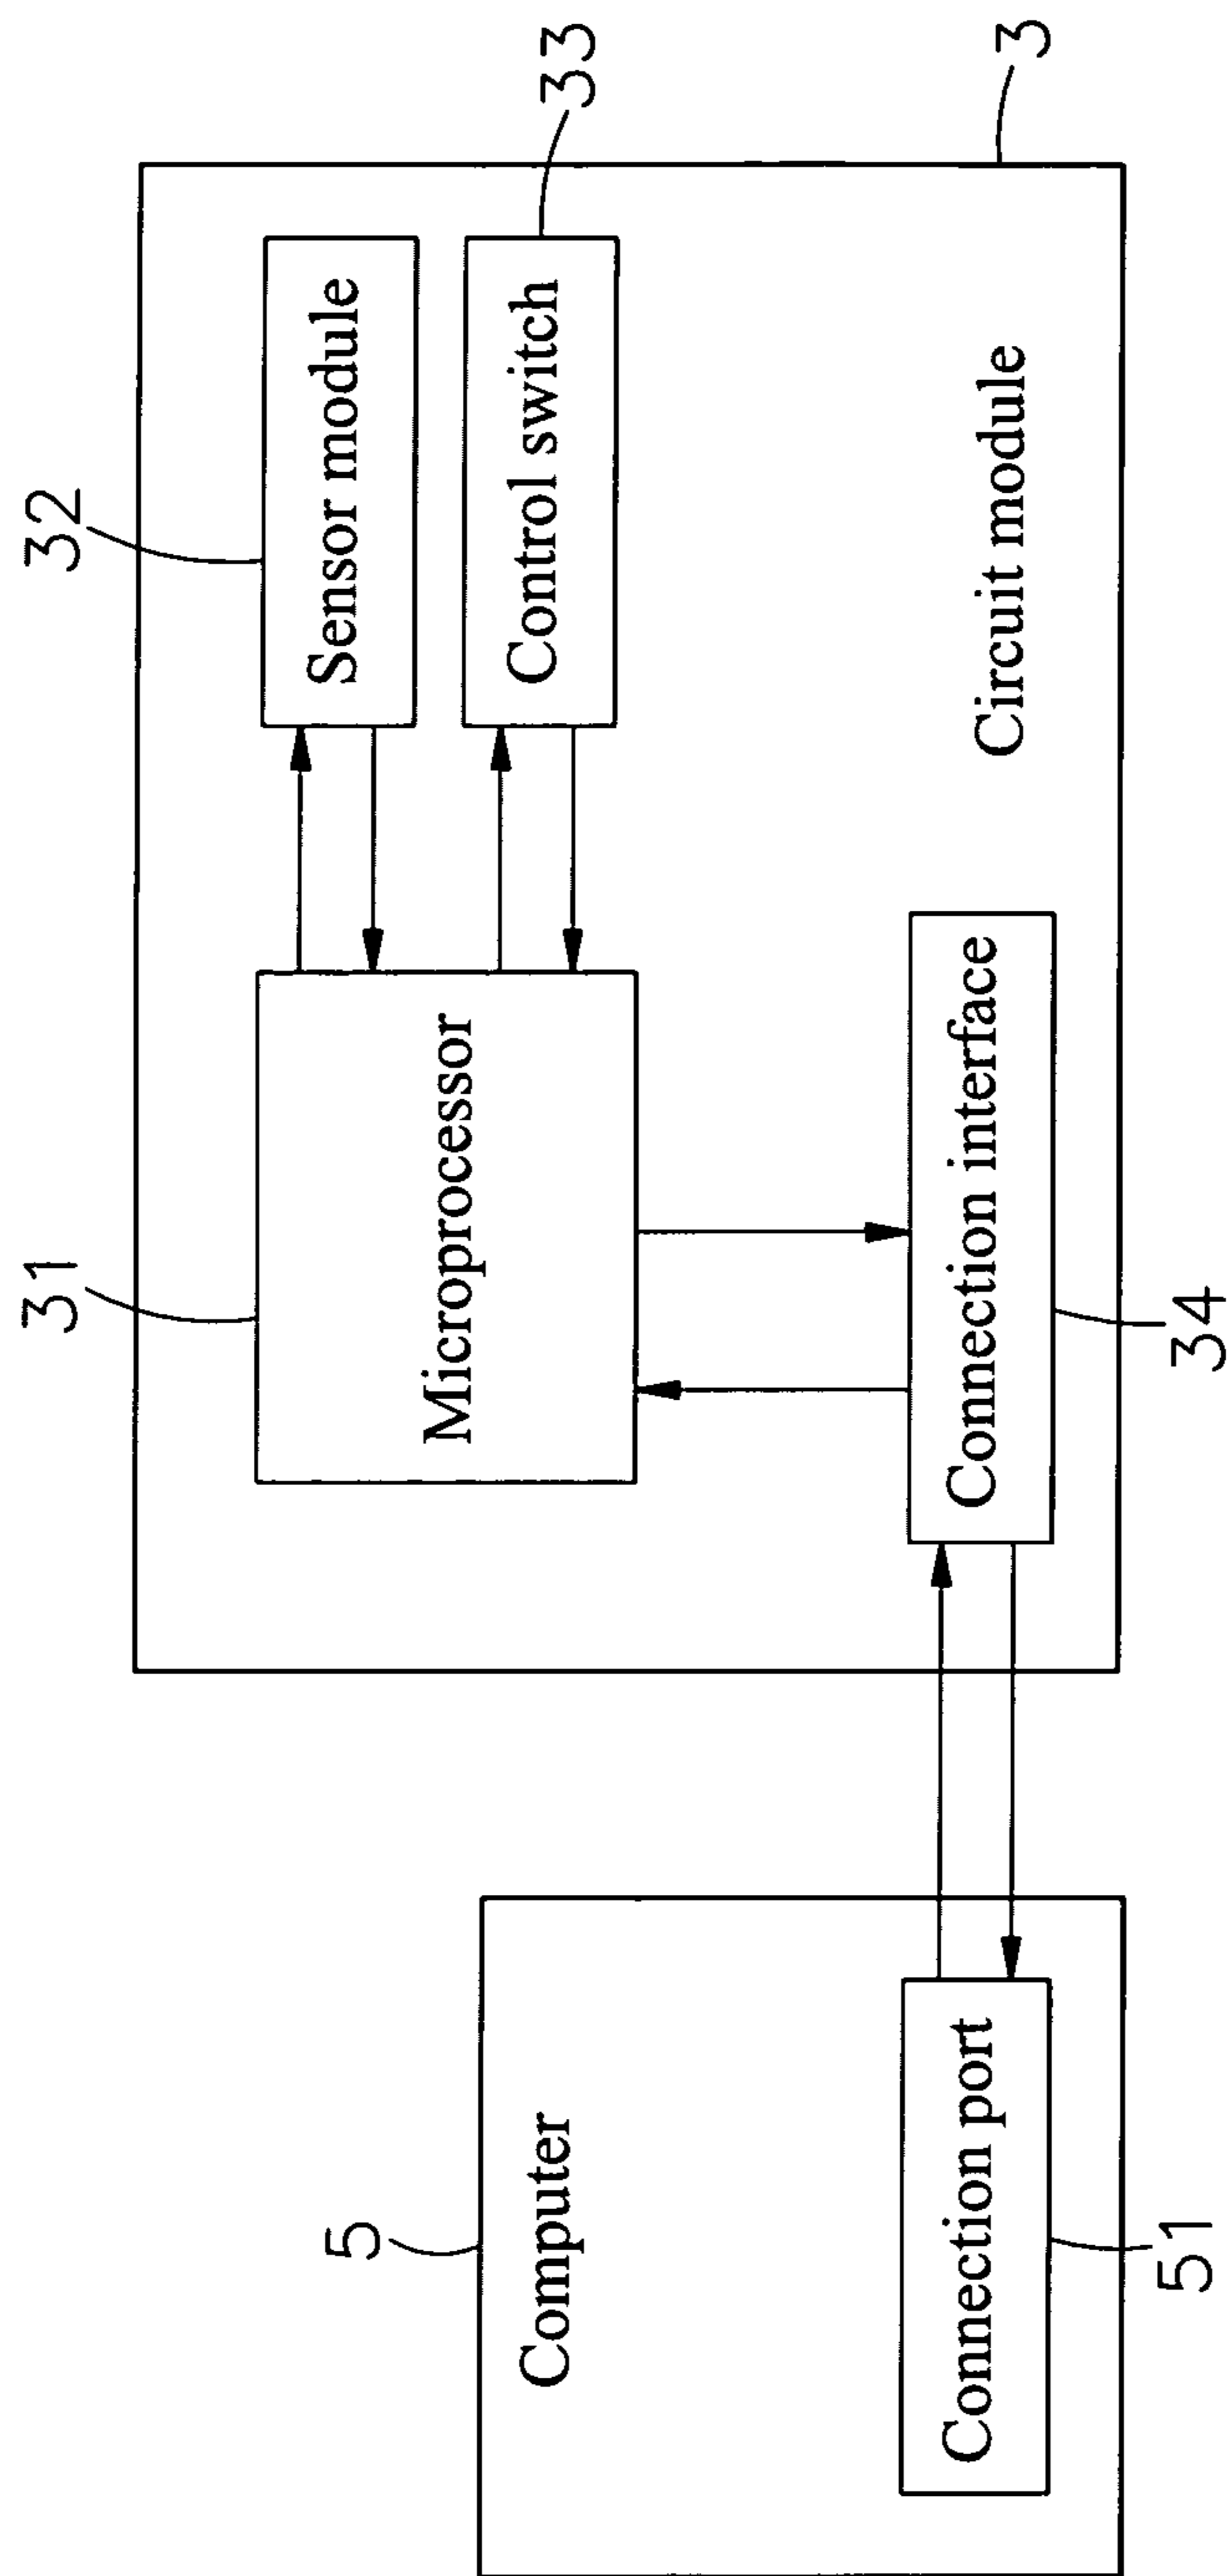 32
33
3
31
Sensor module
Control switch
Microprocessor
Circuit module
Connection interface
34
5
Computer
Connection port
51